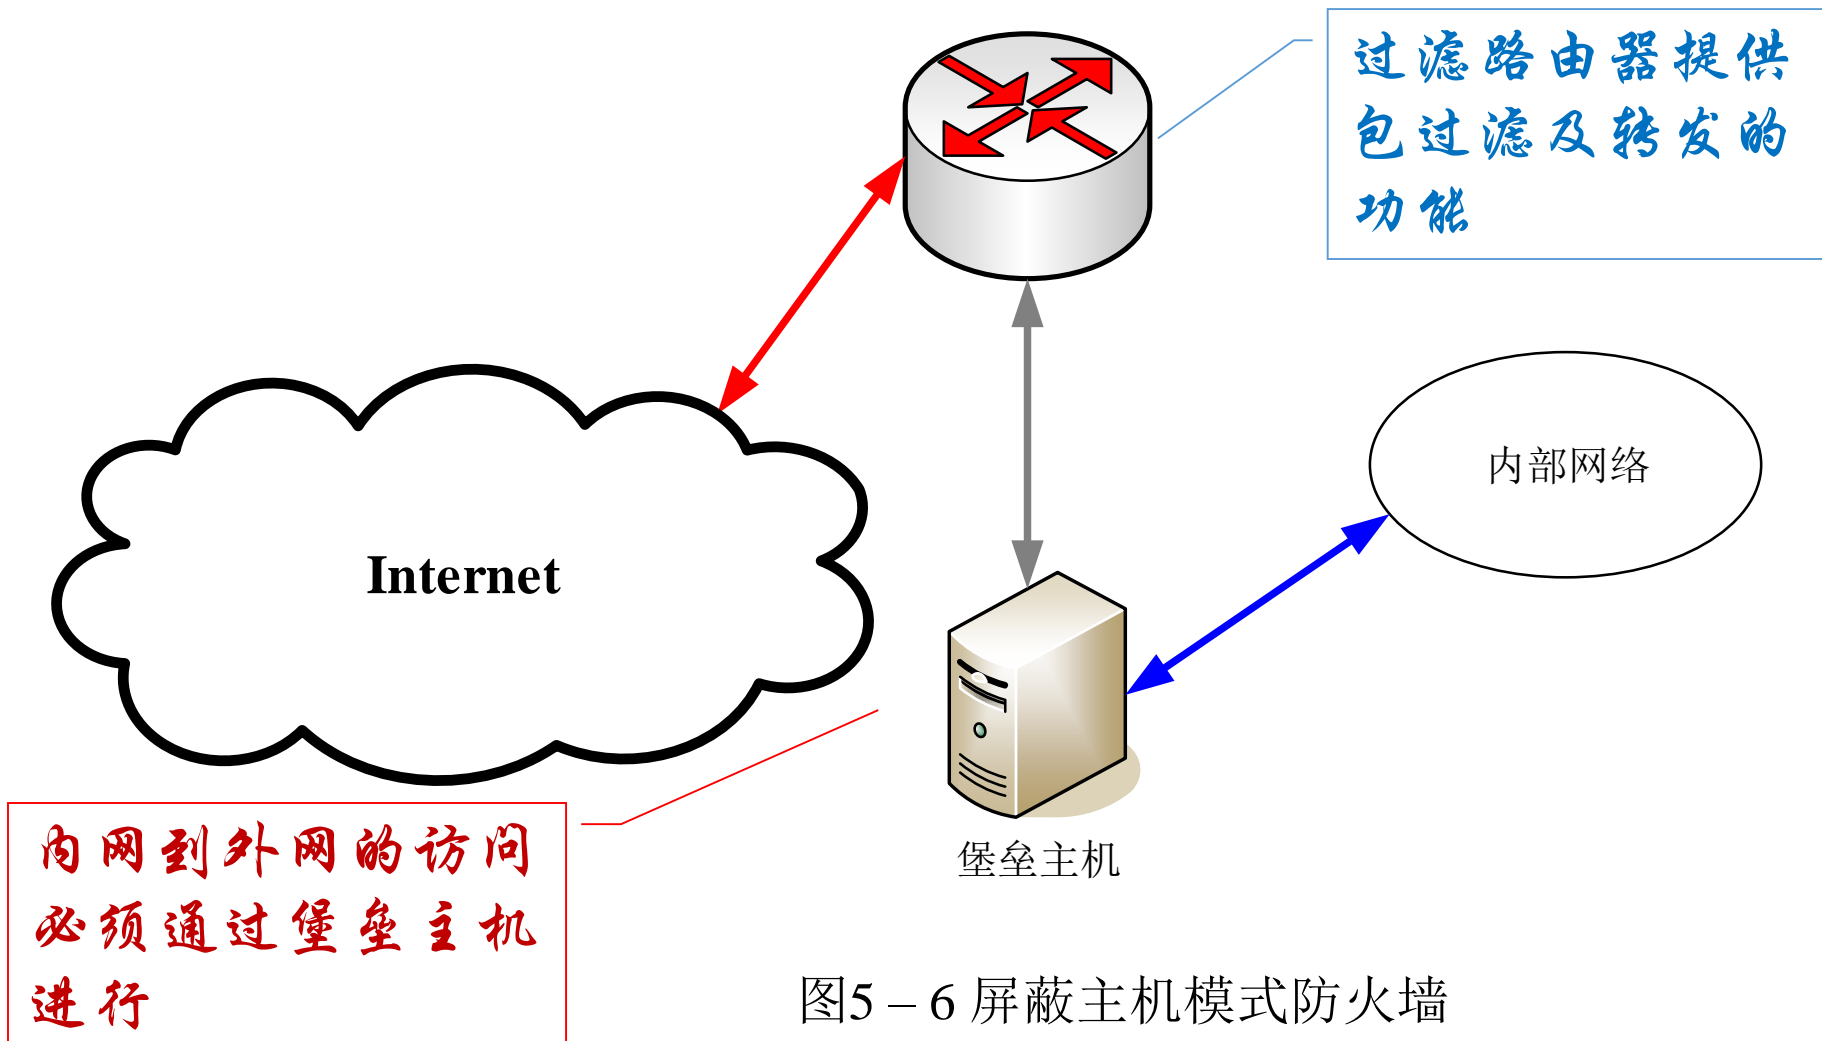 过滤路由器提供
包过滤及转发的
功能
内部网络
Internet
内网到外网的访问
必须通过堡垒主机
进行
堡垒主机
图5 – 6 屏蔽主机模式防火墙